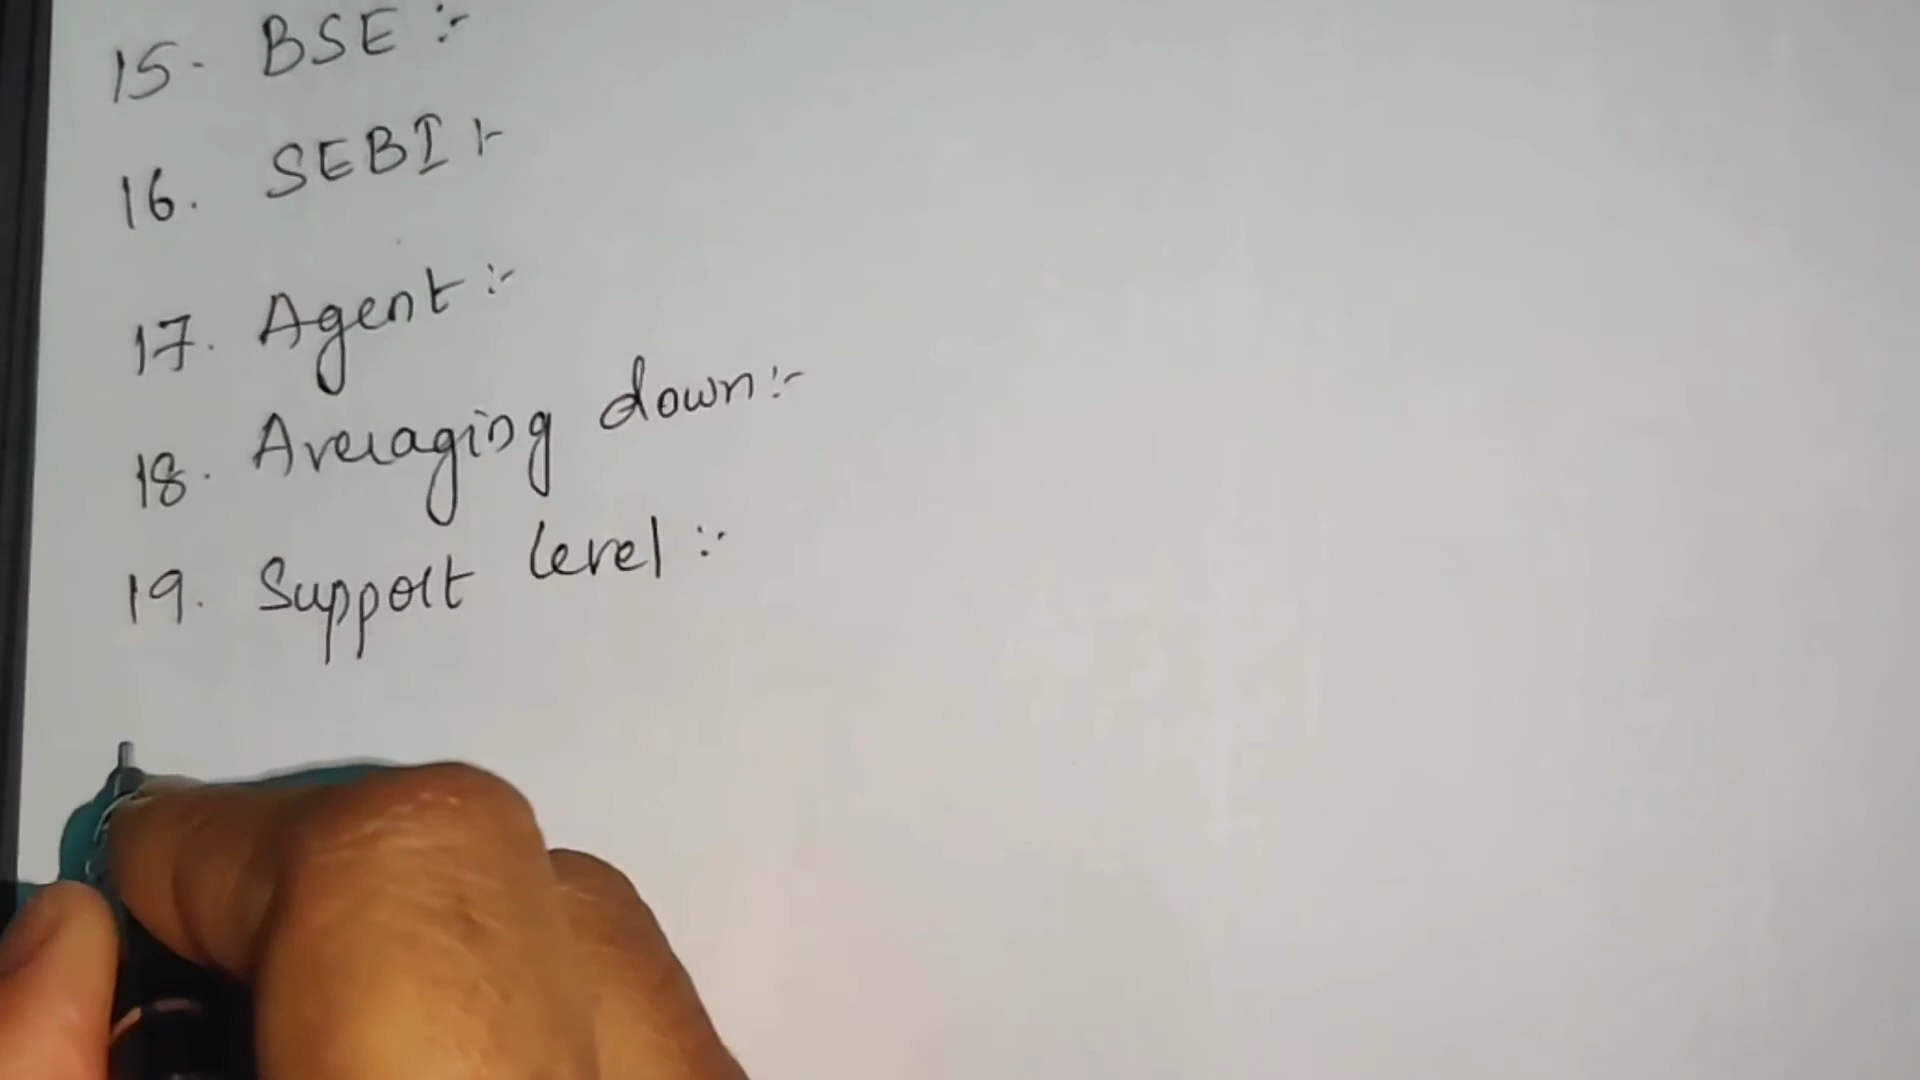 15. BSE :-
16. SEBI :-
17. Agent :-
18. Averaging down :-
19. Support level :-